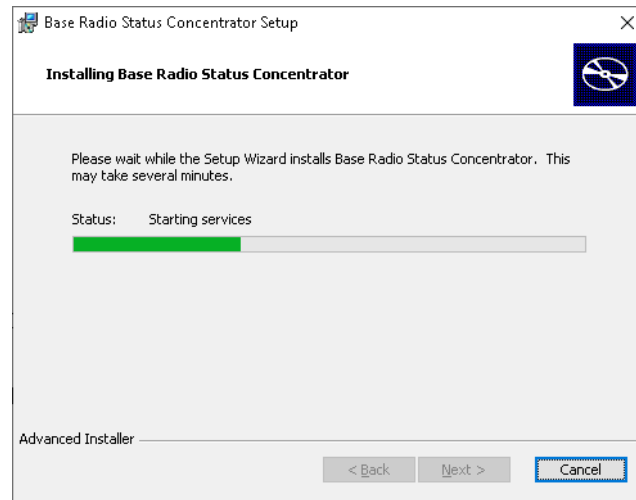 Base Radio Status Concentrator Setup
Installing Base Radio Status Concentrator
Please wait while the Setup Wizard installs Base Radio Status Concentrator. This
may take several minutes.
Status: Starting services
Advanced Installer
< Back Next > Cancel